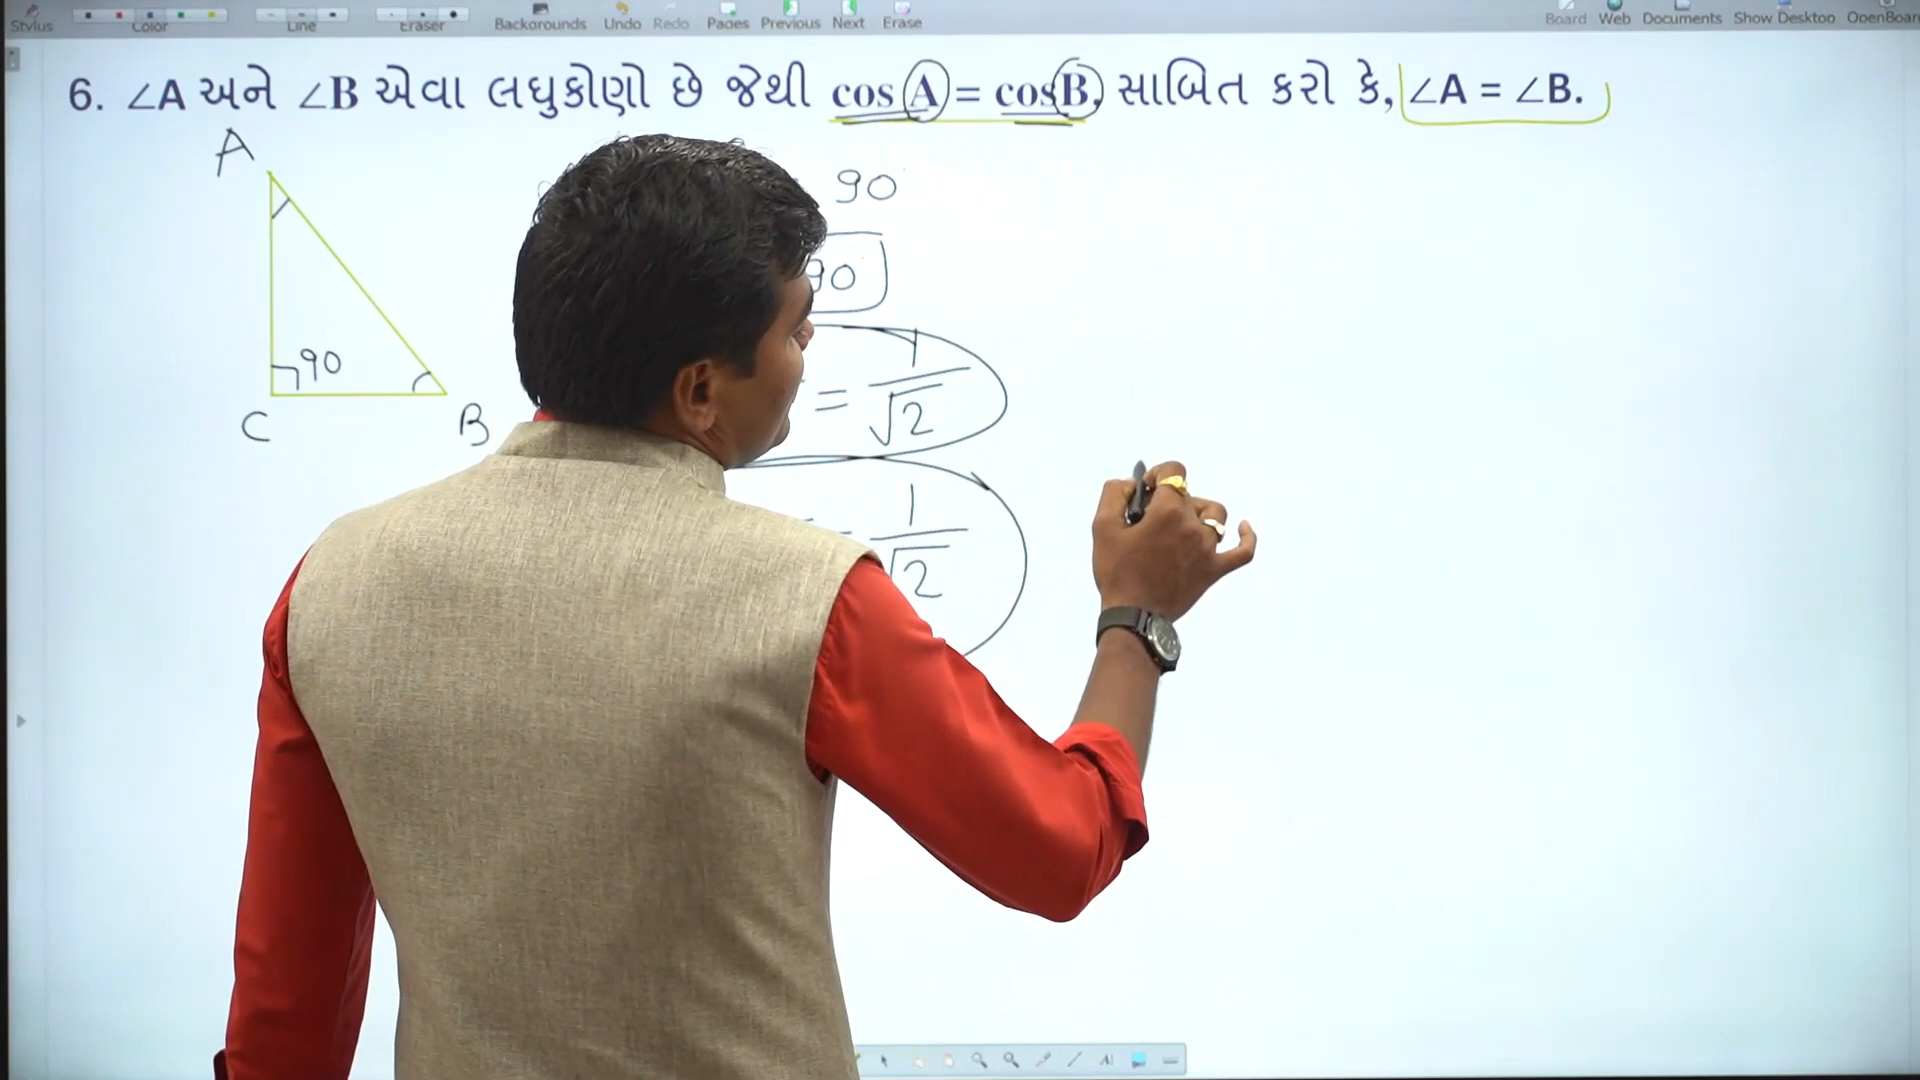 Stylus Color Line Eraser Backgrounds Undo Redo Pages Previous Next Erase Board Web Documents Show Desktop OpenBoard
6. ∠A અને ∠B એવા લઘુકોણો છે જેથી cos A = cos B, સાબિત કરો કે, ∠A = ∠B.
A
90
90
90
= 1/√2
C
B
= 1/√2